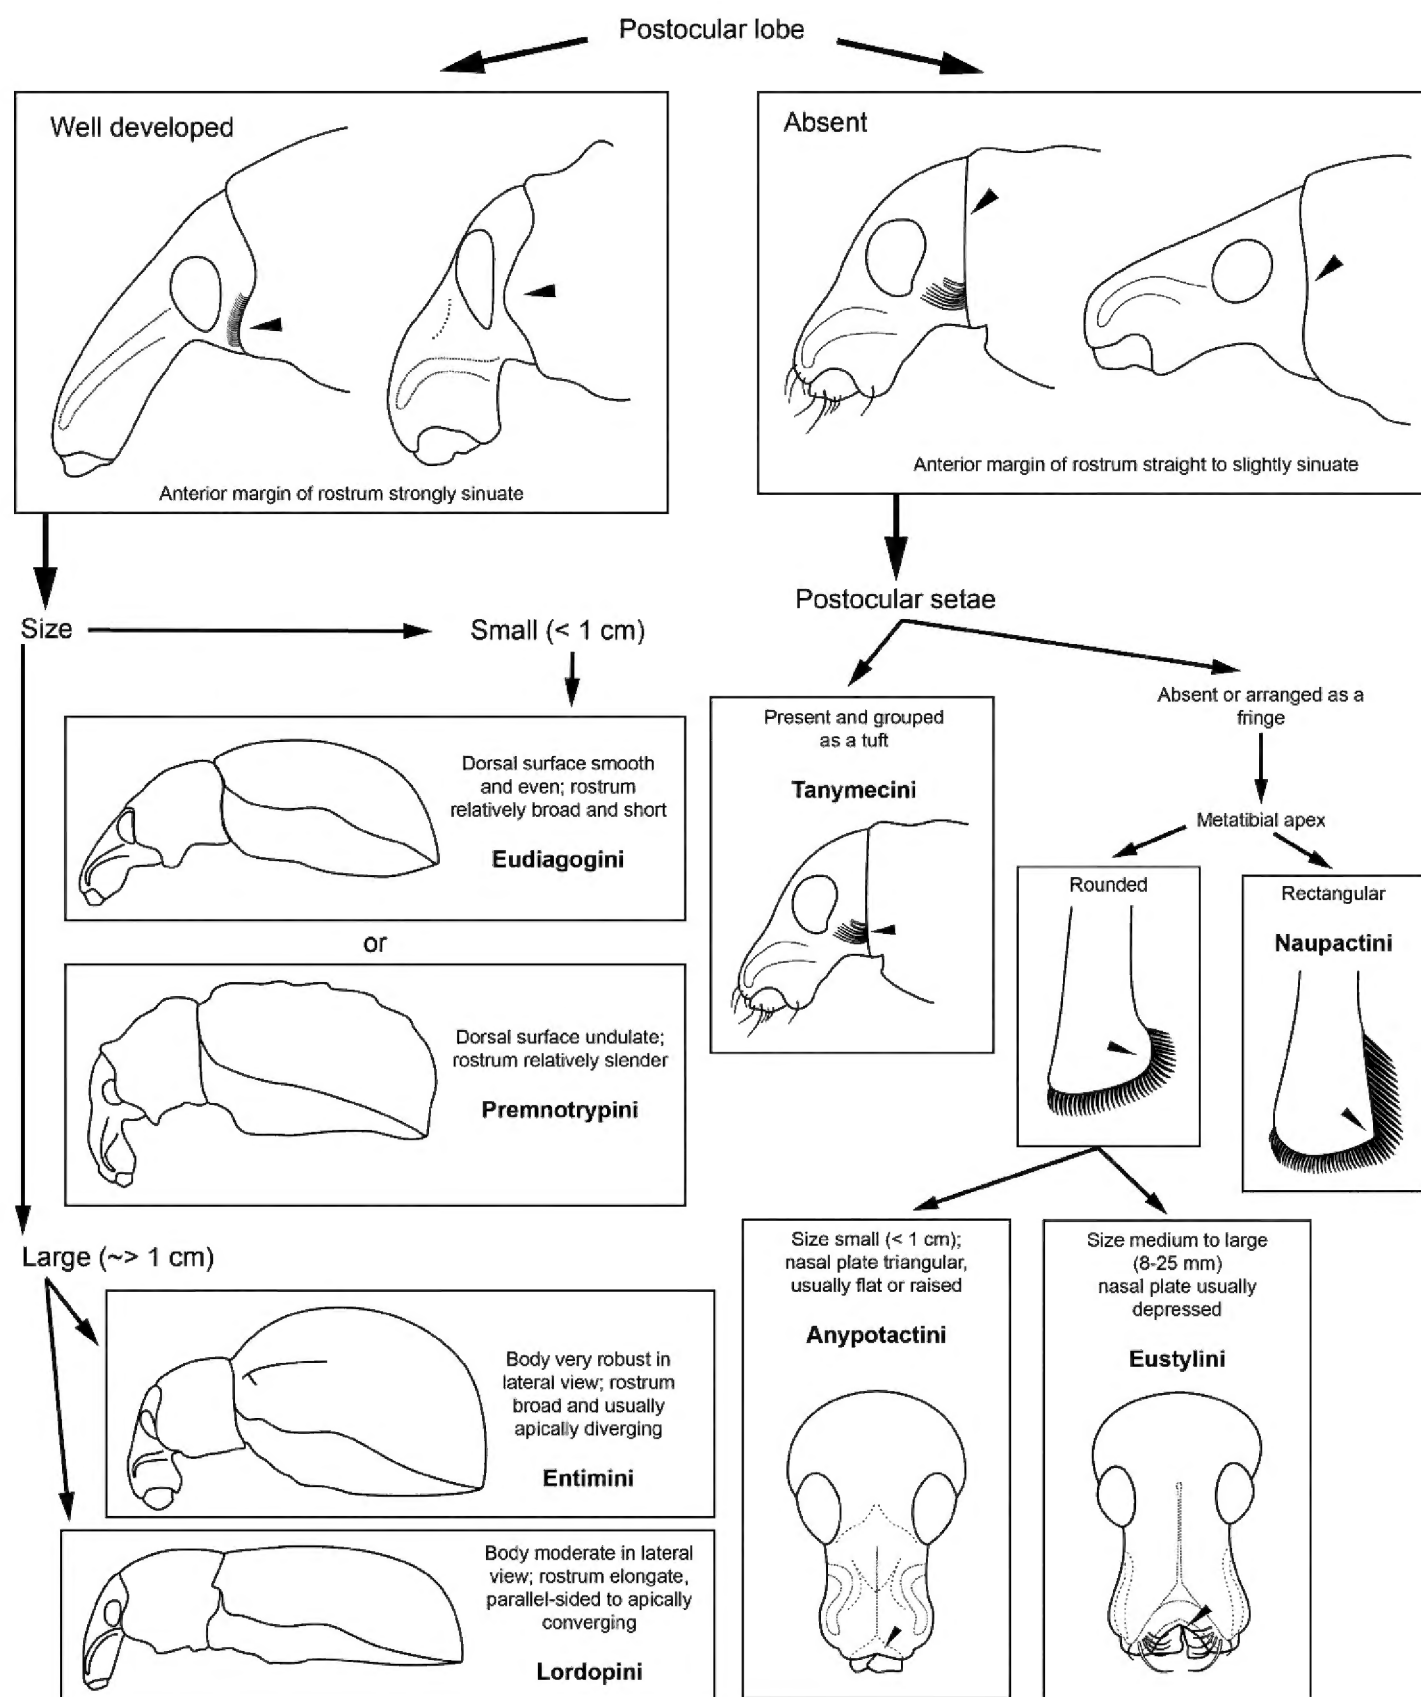 Postocular lobe
Well developed
Anterior margin of rostrum strongly sinuate
Absent
Anterior margin of rostrum straight to slightly sinuate
Size
Small (< 1 cm)
Dorsal surface smooth
and even; rostrum
relatively broad and short
Eudiagogini
or
Dorsal surface undulate;
rostrum relatively slender
Premnotrypini
Large (~> 1 cm)
Body very robust in
lateral view; rostrum
broad and usually
apically diverging
Entimini
Body moderate in lateral
view; rostrum elongate,
parallel-sided to apically
converging
Lordopini
Postocular setae
Present and grouped
as a tuft
Tanymecini
Absent or arranged as a
fringe
Metatibial apex
Rounded
Rectangular
Naupactini
Size small (< 1 cm);
nasal plate triangular,
usually flat or raised
Anypotactini
Size medium to large
(8-25 mm)
nasal plate usually
depressed
Eustylini